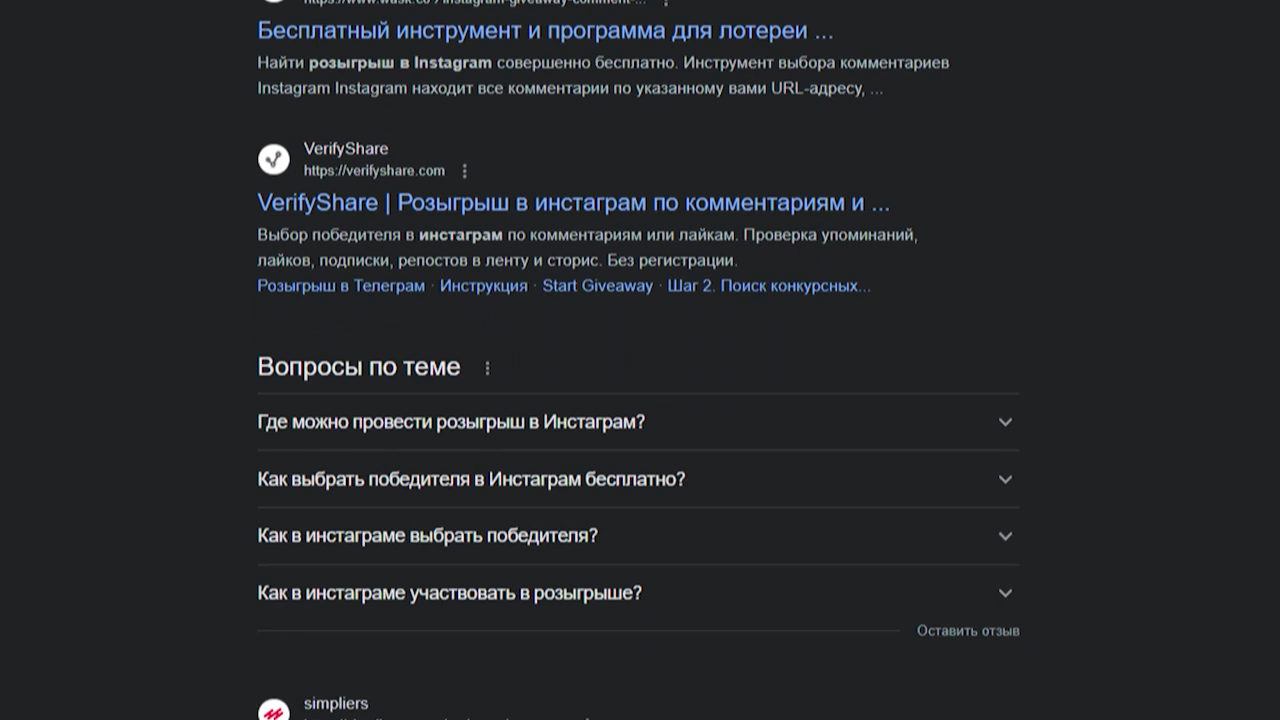 Бесплатный инструмент и программа для лотереи ...
Найти розыгрыш в Instagram совершенно бесплатно. Инструмент выбора комментариев
Instagram Instagram находит все комментарии по указанному вами URL-адресу, ...
VerifyShare
https://verifyshare.com
VerifyShare | Розыгрыш в инстаграм по комментариям и ...
Выбор победителя в инстаграм по комментариям или лайкам. Проверка упоминаний,
лайков, подписки, репостов в ленту и сторис. Без регистрации.
Розыгрыш в Телеграм · Инструкция · Start Giveaway · Шаг 2. Поиск конкурсных...
Вопросы по теме
Где можно провести розыгрыш в Инстаграм?
Как выбрать победителя в Инстаграм бесплатно?
Как в инстаграме выбрать победителя?
Как в инстаграме участвовать в розыгрыше?
Оставить отзыв
simpliers